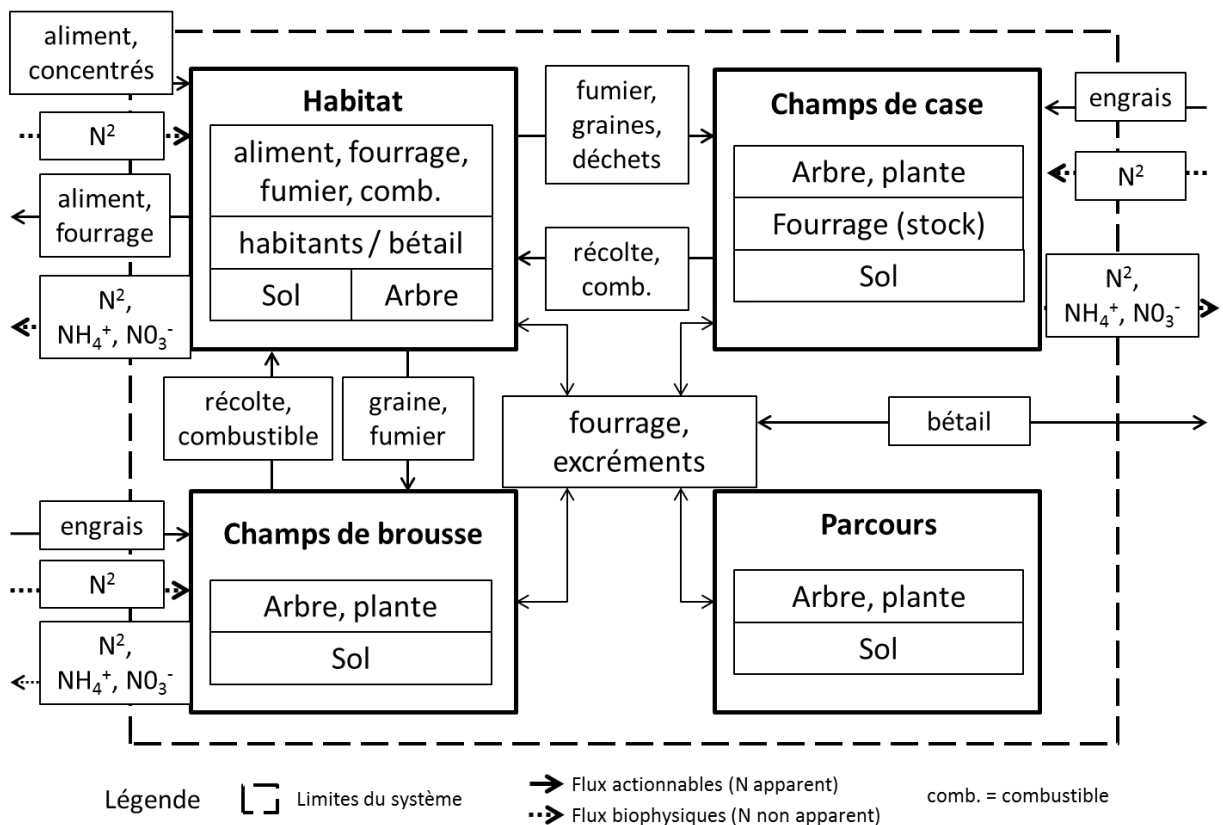 aliment,
concentrés
N²
aliment,
fourrage
N²,
NH₄⁺, N0₃⁻
Habitat
aliment, fourrage,
fumier, comb.
habitants / bétail
Sol
Arbre
fumier,
graines,
déchets
récolte,
comb.
Champs de case
Arbre, plante
Fourrage (stock)
Sol
engrais
N²
N²,
NH₄⁺, N0₃⁻
récolte,
combustible
graine,
fumier
fourrage,
excréments
bétail
engrais
N²
N²,
NH₄⁺, N0₃⁻
Champs de brousse
Arbre, plante
Sol
Parcours
Arbre, plante
Sol
Légende
Limites du système
Flux actionnables (N apparent)
Flux biophysiques (N non apparent)
comb. = combustible